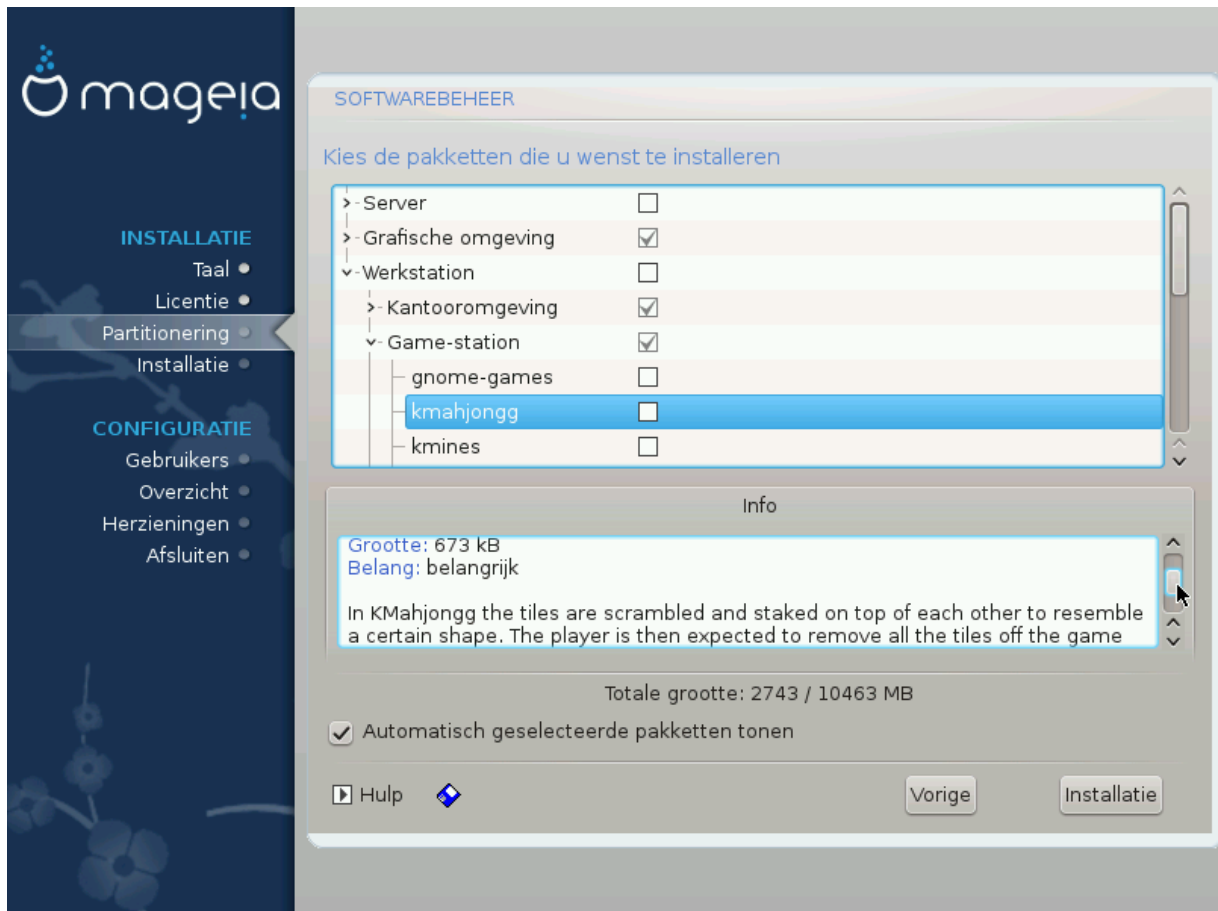 mageia
INSTALLATIE
Taal
Licentie
Partitionering
Installatie
CONFIGURATIE
Gebruikers
Overzicht
Herzieningen
Afsluiten
SOFTWAREBEHEER
Kies de pakketten die u wenst te installeren
Server
Grafische omgeving
Werkstation
Kantooromgeving
Game-station
gnome-games
kmahjongg
kmines
Info
Grootte: 673 kB
Belang: belangrijk
In KMahjongg the tiles are scrambled and staked on top of each other to resemble
a certain shape. The player is then expected to remove all the tiles off the game
Totale grootte: 2743 / 10463 MB
Automatisch geselecteerde pakketten tonen
Hulp
Vorige
Installatie